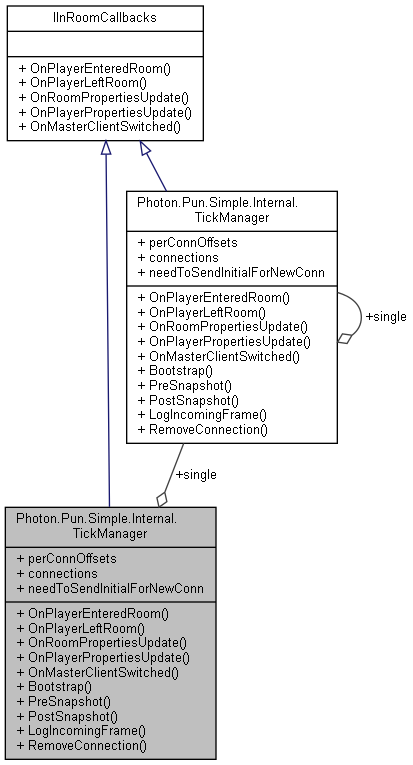 IInRoomCallbacks
+ OnPlayerEnteredRoom()
+ OnPlayerLeftRoom()
+ OnRoomPropertiesUpdate()
+ OnPlayerPropertiesUpdate()
+ OnMasterClientSwitched()
Photon.Pun.Simple.Internal.
TickManager
+ perConnOffsets
+ connections
+ needToSendInitialForNewConn
+ OnPlayerEnteredRoom()
+ OnPlayerLeftRoom()
+ OnRoomPropertiesUpdate()
+ OnPlayerPropertiesUpdate()
+ OnMasterClientSwitched()
+ Bootstrap()
+ PreSnapshot()
+ PostSnapshot()
+ LogIncomingFrame()
+ RemoveConnection()
+single
+single
Photon.Pun.Simple.Internal.
TickManager
+ perConnOffsets
+ connections
+ needToSendInitialForNewConn
+ OnPlayerEnteredRoom()
+ OnPlayerLeftRoom()
+ OnRoomPropertiesUpdate()
+ OnPlayerPropertiesUpdate()
+ OnMasterClientSwitched()
+ Bootstrap()
+ PreSnapshot()
+ PostSnapshot()
+ LogIncomingFrame()
+ RemoveConnection()